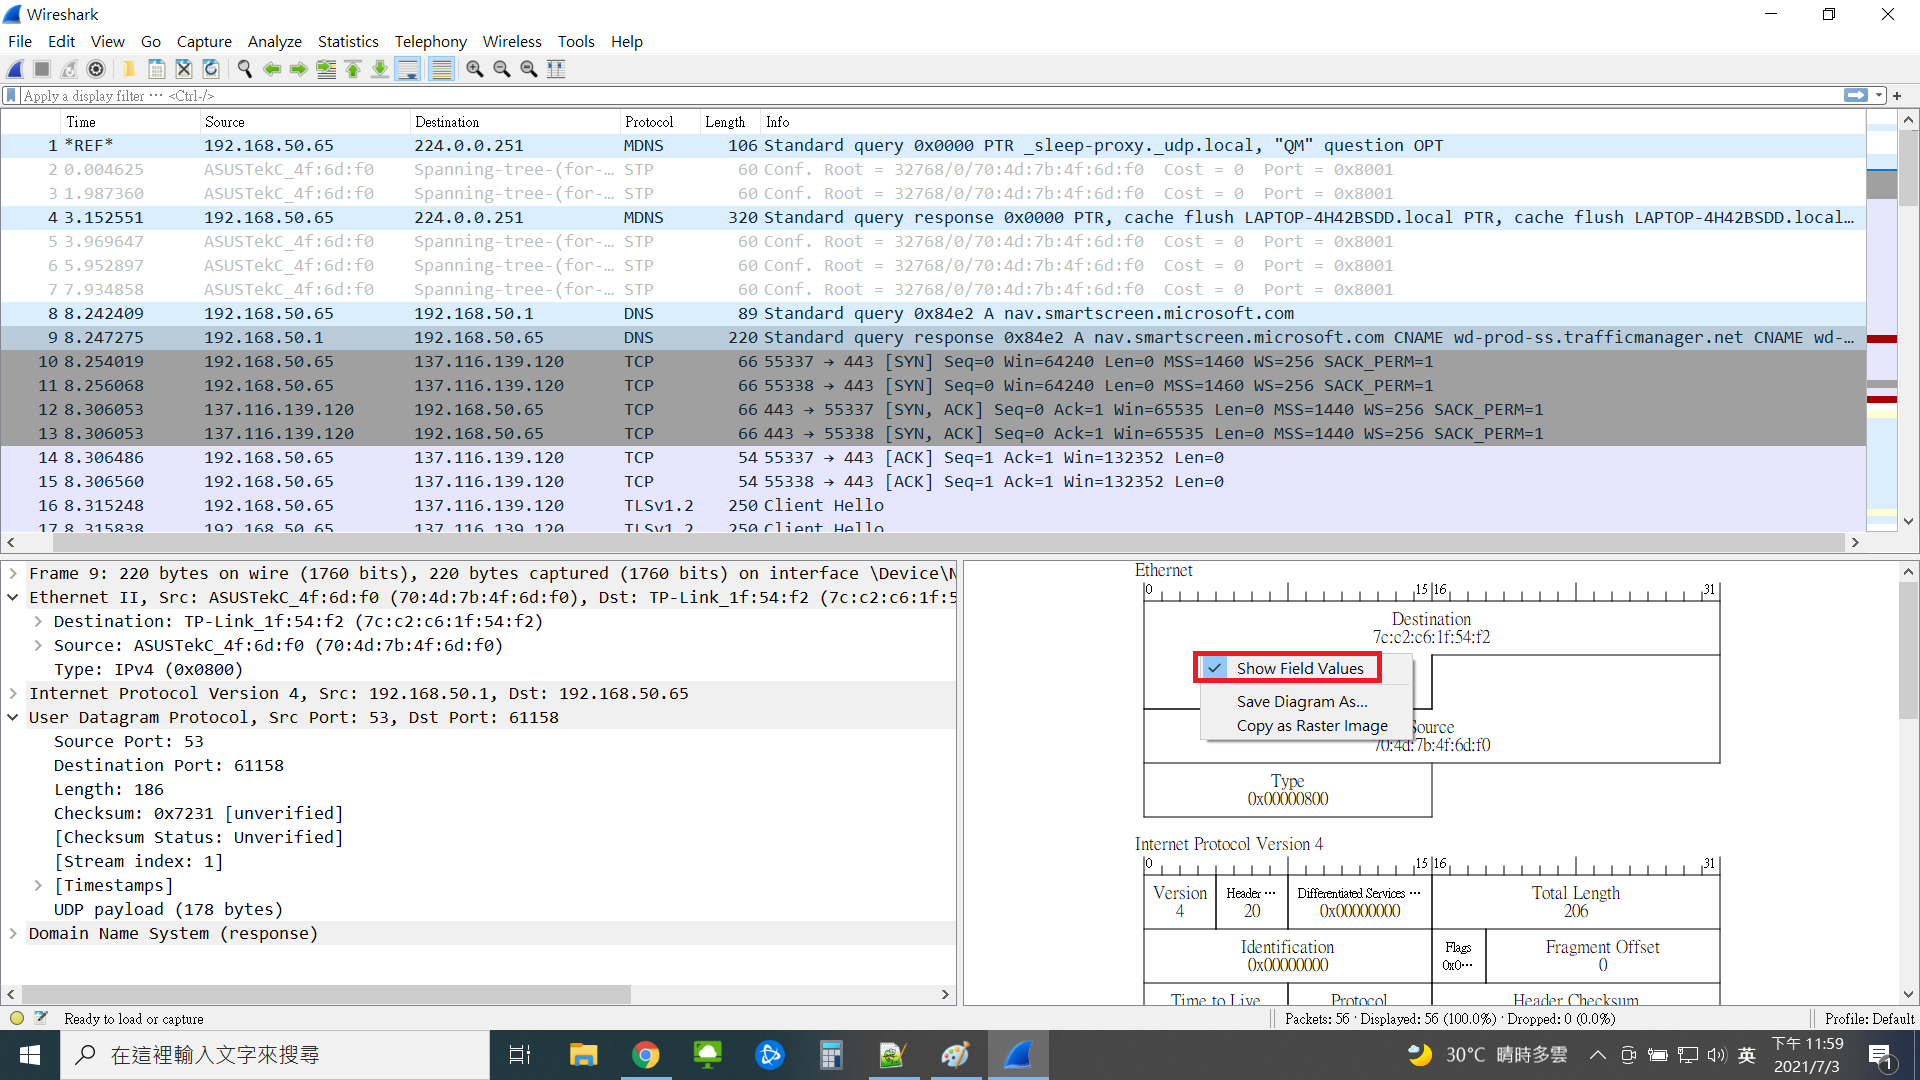 Wireshark
File Edit View Go Capture Analyze Statistics Telephony Wireless Tools Help
Apply a display filter ⋯ <Ctrl-/>
Time Source Destination Protocol Length Info
1 *REF* 192.168.50.65 224.0.0.251 MDNS 106 Standard query 0x0000 PTR _sleep-proxy._udp.local, "QM" question OPT
2 0.004625 ASUSTekC_4f:6d:f0 Spanning-tree-(for-… STP 60 Conf. Root = 32768/0/70:4d:7b:4f:6d:f0 Cost = 0 Port = 0x8001
3 1.987360 ASUSTekC_4f:6d:f0 Spanning-tree-(for-… STP 60 Conf. Root = 32768/0/70:4d:7b:4f:6d:f0 Cost = 0 Port = 0x8001
4 3.152551 192.168.50.65 224.0.0.251 MDNS 320 Standard query response 0x0000 PTR, cache flush LAPTOP-4H42BSDD.local PTR, cache flush LAPTOP-4H42BSDD.local…
5 3.969647 ASUSTekC_4f:6d:f0 Spanning-tree-(for-… STP 60 Conf. Root = 32768/0/70:4d:7b:4f:6d:f0 Cost = 0 Port = 0x8001
6 5.952897 ASUSTekC_4f:6d:f0 Spanning-tree-(for-… STP 60 Conf. Root = 32768/0/70:4d:7b:4f:6d:f0 Cost = 0 Port = 0x8001
7 7.934858 ASUSTekC_4f:6d:f0 Spanning-tree-(for-… STP 60 Conf. Root = 32768/0/70:4d:7b:4f:6d:f0 Cost = 0 Port = 0x8001
8 8.242409 192.168.50.65 192.168.50.1 DNS 89 Standard query 0x84e2 A nav.smartscreen.microsoft.com
9 8.247275 192.168.50.1 192.168.50.65 DNS 220 Standard query response 0x84e2 A nav.smartscreen.microsoft.com CNAME wd-prod-ss.trafficmanager.net CNAME wd-…
10 8.254019 192.168.50.65 137.116.139.120 TCP 66 55337 → 443 [SYN] Seq=0 Win=64240 Len=0 MSS=1460 WS=256 SACK_PERM=1
11 8.256068 192.168.50.65 137.116.139.120 TCP 66 55338 → 443 [SYN] Seq=0 Win=64240 Len=0 MSS=1460 WS=256 SACK_PERM=1
12 8.306053 137.116.139.120 192.168.50.65 TCP 66 443 → 55337 [SYN, ACK] Seq=0 Ack=1 Win=65535 Len=0 MSS=1440 WS=256 SACK_PERM=1
13 8.306053 137.116.139.120 192.168.50.65 TCP 66 443 → 55338 [SYN, ACK] Seq=0 Ack=1 Win=65535 Len=0 MSS=1440 WS=256 SACK_PERM=1
14 8.306486 192.168.50.65 137.116.139.120 TCP 54 55337 → 443 [ACK] Seq=1 Ack=1 Win=132352 Len=0
15 8.306560 192.168.50.65 137.116.139.120 TCP 54 55338 → 443 [ACK] Seq=1 Ack=1 Win=132352 Len=0
16 8.315248 192.168.50.65 137.116.139.120 TLSv1.2 250 Client Hello
17 8.315838 192.168.50.65 137.116.139.120 TLSv1.2 250 Client Hello
Frame 9: 220 bytes on wire (1760 bits), 220 bytes captured (1760 bits) on interface \Device\N
Ethernet II, Src: ASUSTekC_4f:6d:f0 (70:4d:7b:4f:6d:f0), Dst: TP-Link_1f:54:f2 (7c:c2:c6:1f:5
Destination: TP-Link_1f:54:f2 (7c:c2:c6:1f:54:f2)
Source: ASUSTekC_4f:6d:f0 (70:4d:7b:4f:6d:f0)
Type: IPv4 (0x0800)
Internet Protocol Version 4, Src: 192.168.50.1, Dst: 192.168.50.65
User Datagram Protocol, Src Port: 53, Dst Port: 61158
Source Port: 53
Destination Port: 61158
Length: 186
Checksum: 0x7231 [unverified]
[Checksum Status: Unverified]
[Stream index: 1]
[Timestamps]
UDP payload (178 bytes)
Domain Name System (response)
Ethernet
0 15 16 31
Destination
7c:c2:c6:1f:54:f2
Show Field Values
Save Diagram As...
Copy as Raster Image
Source
70:4d:7b:4f:6d:f0
Type
0x00000800
Internet Protocol Version 4
0 15 16 31
Version Header ⋯ Differentiated Services ⋯ Total Length
4 20 0x00000000 206
Identification Flags Fragment Offset
0x00000000 0x0⋯ 0
Time to Live Protocol Header Checksum
Ready to load or capture Packets: 56 · Displayed: 56 (100.0%) · Dropped: 0 (0.0%) Profile: Default
在這裡輸入文字來搜尋 30°C 晴時多雲 英 下午 11:59
2021/7/3 1